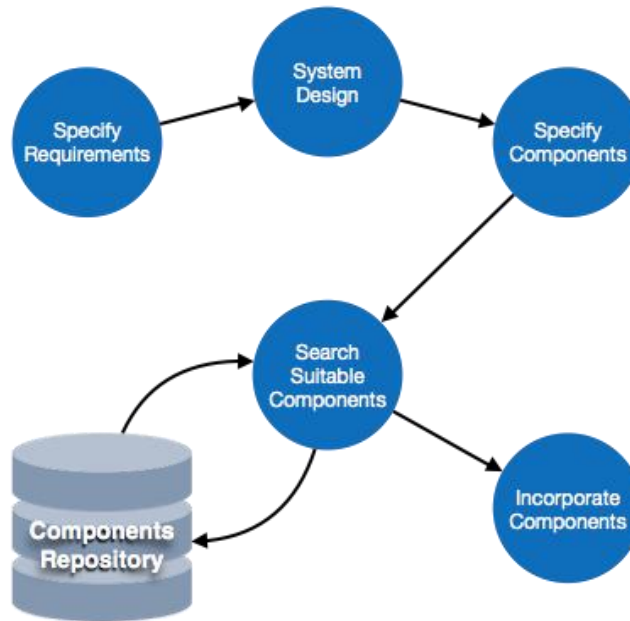 System
Design
Specify
Requirements
Specify
Components
Search
Suitable
Components
Components
Repository
Incorporate
Components